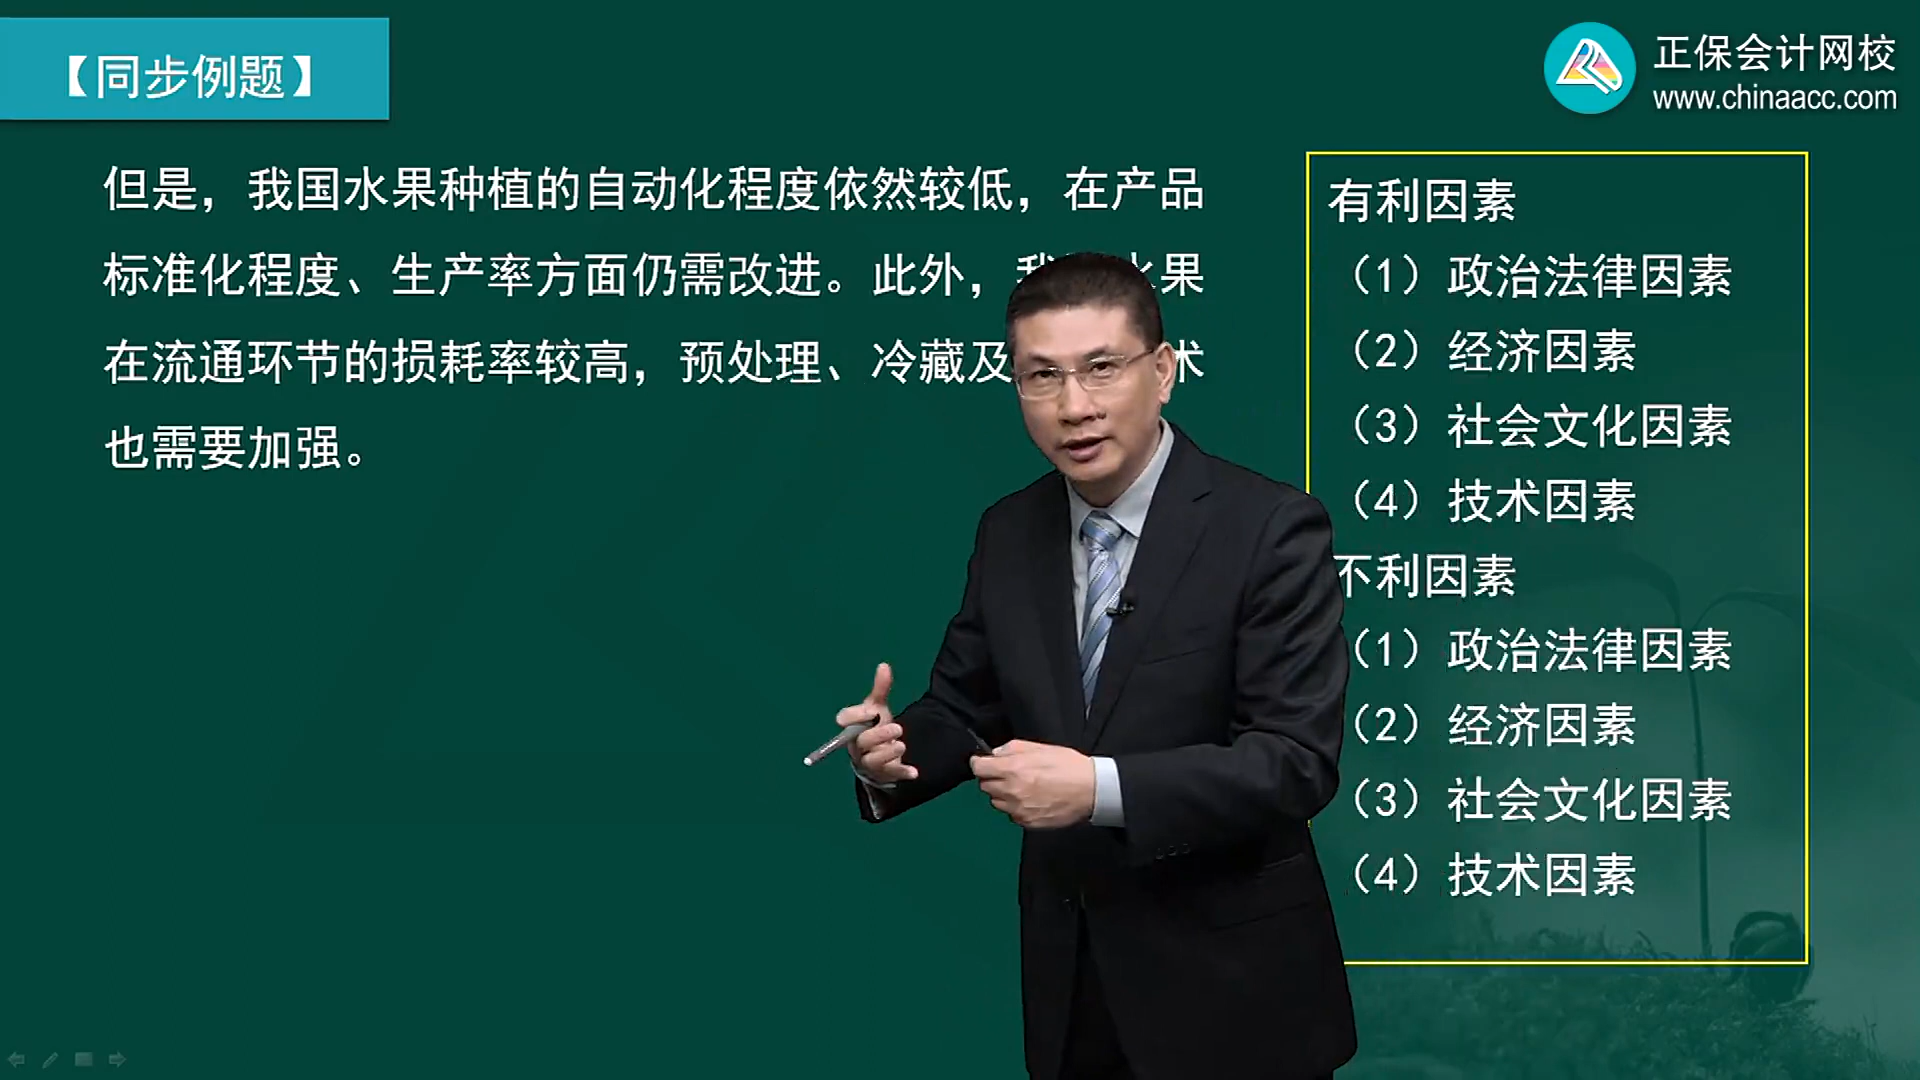 【同步例题】
正保会计网校
www.chinaacc.com
但是，我国水果种植的自动化程度依然较低，在产品
标准化程度、生产率方面仍需改进。此外，水果
在流通环节的损耗率较高，预处理、冷藏及术
也需要加强。
有利因素
（1）政治法律因素
（2）经济因素
（3）社会文化因素
（4）技术因素
不利因素
（1）政治法律因素
（2）经济因素
（3）社会文化因素
（4）技术因素